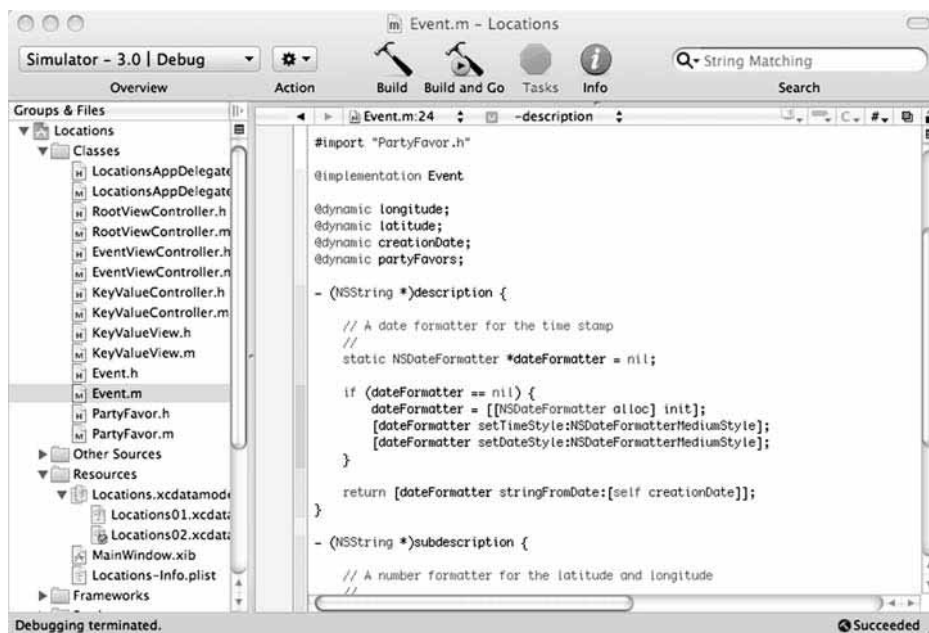 Event.m – Locations
Simulator – 3.0 | Debug
Overview
Action
Build
Build and Go
Tasks
Info
String Matching
Search
Groups & Files
Locations
Classes
LocationsAppDelegate
LocationsAppDelegate
RootViewController.h
RootViewController.m
EventViewController.h
EventViewController.m
KeyValueController.h
KeyValueController.m
KeyValueView.h
KeyValueView.m
Event.h
Event.m
PartyFavor.h
PartyFavor.m
Other Sources
Resources
Locations.xcdatamode
Locations01.xcdata
Locations02.xcdata
MainWindow.xib
Locations-Info.plist
Frameworks
Event.m:24
-description
C
#
#import "PartyFavor.h"
@implementation Event
@dynamic longitude;
@dynamic latitude;
@dynamic creationDate;
@dynamic partyFavors;
- (NSString *)description {
// A date formatter for the time stamp
//
static NSDateFormatter *dateFormatter = nil;
if (dateFormatter == nil) {
dateFormatter = [[NSDateFormatter alloc] init];
[dateFormatter setTimeStyle:NSDateFormatterMediumStyle];
[dateFormatter setDateStyle:NSDateFormatterMediumStyle];
}
return [dateFormatter stringFromDate:[self creationDate]];
}
- (NSString *)subdescription {
// A number formatter for the latitude and longitude
//
Debugging terminated.
Succeeded